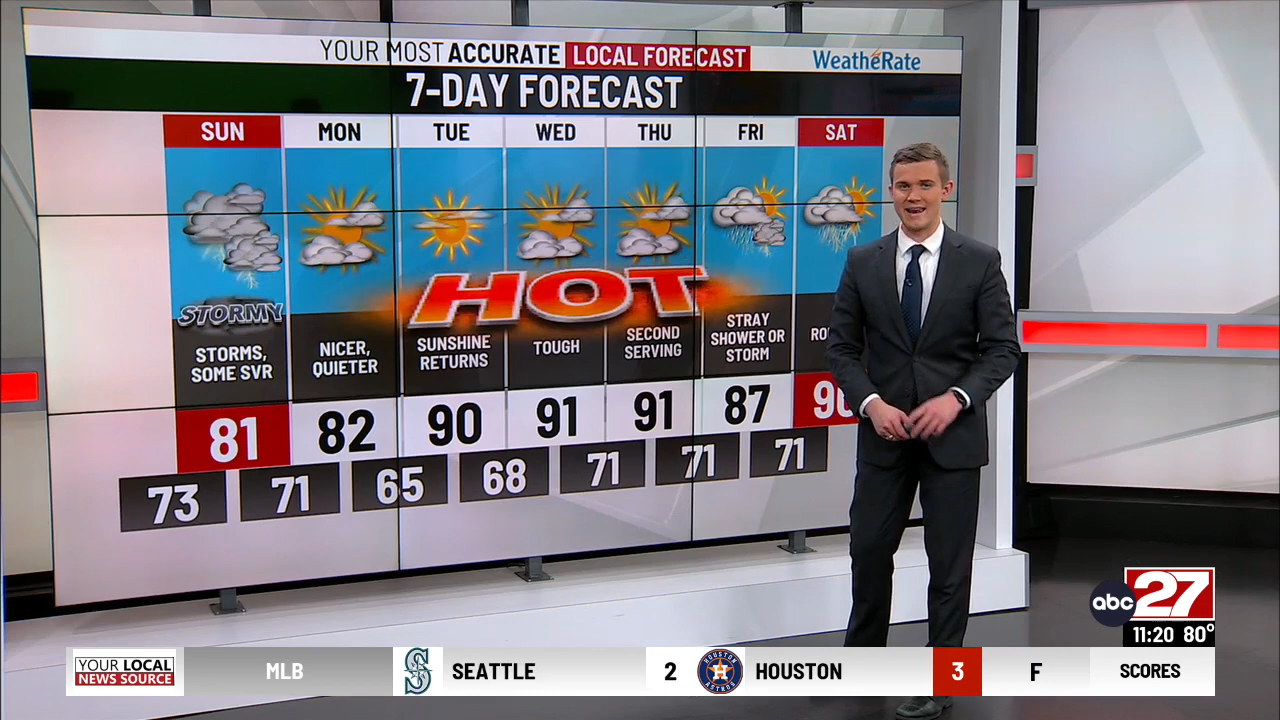 YOUR MOST ACCURATE LOCAL FORECAST
WeatheRate
7-DAY FORECAST
SUN MON TUE WED THU FRI SAT
STORMY
HOT
STORMS,
SOME SVR
NICER,
QUIETER
SUNSHINE
RETURNS
TOUGH
SECOND
SERVING
STRAY
SHOWER OR
STORM
81 82 90 91 91 87
73 71 65 68 71 71 71
abc 27
11:20 80°
YOUR LOCAL
NEWS SOURCE
MLB SEATTLE 2 HOUSTON 3 F SCORES
HOUSTON
ASTROS